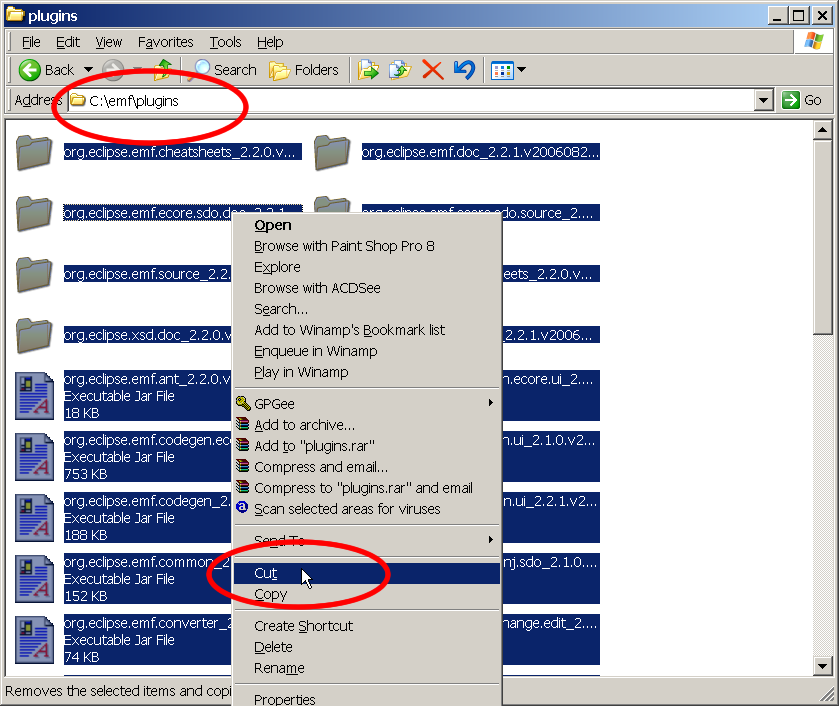 plugins
File Edit View Favorites Tools Help
Back Search Folders
Address C:\emf\plugins Go
org.eclipse.emf.cheatsheets_2.2.0.v... org.eclipse.emf.doc_2.2.1.v2006082...
org.eclipse.emf.ecore.sdo.doc_2.2.1... org.eclipse.emf.ecore.sdo.source_2....
org.eclipse.emf.source_2.2. eets_2.2.0.v...
org.eclipse.xsd.doc_2.2.0.v _2.2.1.v2006...
org.eclipse.emf.ant_2.2.0.v n.ecore.ui_2....
Executable Jar File
18 KB
org.eclipse.emf.codegen.ec n.ui_2.1.0.v2...
Executable Jar File
753 KB
org.eclipse.emf.codegen_2. n.ui_2.2.1.v2...
Executable Jar File
188 KB
org.eclipse.emf.common_2 nj.sdo_2.1.0....
Executable Jar File
152 KB
org.eclipse.emf.converter_2 hange.edit_2....
Executable Jar File
74 KB
Open
Browse with Paint Shop Pro 8
Explore
Browse with ACDSee
Search...
Add to Winamp's Bookmark list
Enqueue in Winamp
Play in Winamp
GPGee
Add to archive...
Add to "plugins.rar"
Compress and email...
Compress to "plugins.rar" and email
Scan selected areas for viruses
Send To
Cut
Copy
Create Shortcut
Delete
Rename
Properties
Removes the selected items and copi